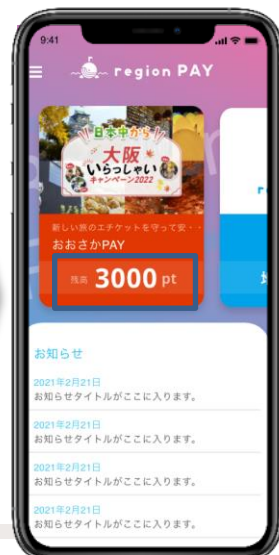 9:41
region PAY
日本中から
大阪
いらっしゃい
キャンペーン2022
新しい旅のエチケットを守って安・・
おおさかPAY
残高 3000 pt
お知らせ
2021年2月21日
お知らせタイトルがここに入ります。
2021年2月21日
お知らせタイトルがここに入ります。
2021年2月21日
お知らせタイトルがここに入ります。
2021年2月21日
お知らせタイトルがここに入ります。